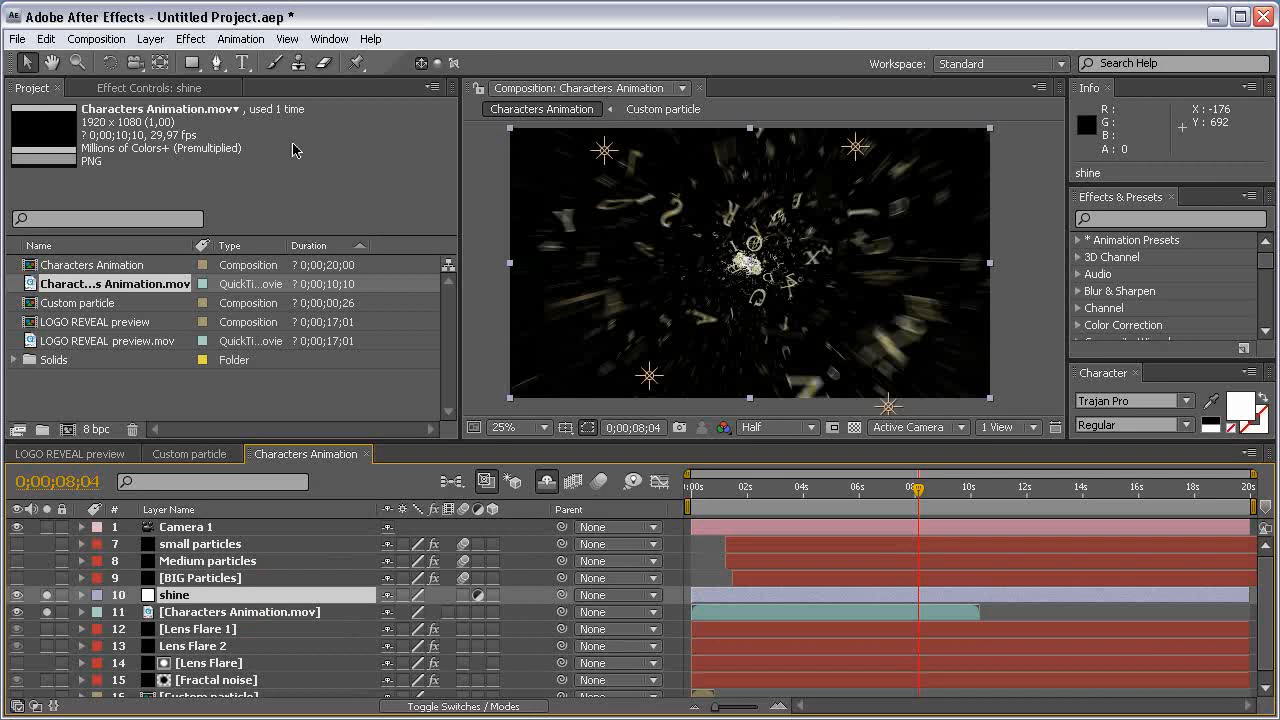 Adobe After Effects - Untitled Project.aep *
File Edit Composition Layer Effect Animation View Window Help
Workspace: Standard Search Help
Project Effect Controls: shine Composition: Characters Animation Info
Characters Animation.mov , used 1 time
1920 x 1080 (1,00)
? 0;00;10;10, 29,97 fps
Millions of Colors+ (Premultiplied)
PNG
Characters Animation Custom particle
R : X : -176
G : Y : 692
B :
A : 0
shine
Effects & Presets
* Animation Presets
3D Channel
Audio
Blur & Sharpen
Channel
Color Correction
Name Type Duration
Characters Animation Composition ? 0;00;20;00
Charact...s Animation.mov QuickTi...ovie ? 0;00;10;10
Custom particle Composition ? 0;00;00;26
LOGO REVEAL preview Composition ? 0;00;17;01
LOGO REVEAL preview.mov QuickTi...ovie ? 0;00;17;01
Solids Folder
Character
Trajan Pro
Regular
8 bpc
25% 0;00;08;04 Half Active Camera 1 View
LOGO REVEAL preview Custom particle Characters Animation
0;00;08;04
):00s 02s 04s 06s 08s 10s 12s 14s 16s 18s 20s
# Layer Name Parent
1 Camera 1 None
7 small particles None
8 Medium particles None
9 [BIG Particles] None
10 shine None
11 [Characters Animation.mov] None
12 [Lens Flare 1] None
13 Lens Flare 2 None
14 [Lens Flare] None
15 [Fractal noise] None
16 [Custom particle] None
Toggle Switches / Modes